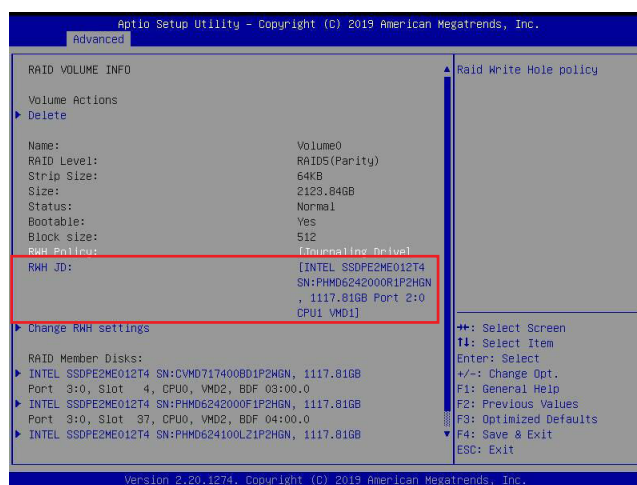 Aptio Setup Utility – Copyright (C) 2019 American Megatrends, Inc.
Advanced
RAID VOLUME INFO
Volume Actions
Delete
Name: Volume0
RAID Level: RAID5(Parity)
Strip Size: 64KB
Size: 2123.84GB
Status: Normal
Bootable: Yes
Block size: 512
RWH Policy: [Journaling Drive]
RWH JD: [INTEL SSDPE2ME012T4
SN:PHMD6242000R1P2HGN
, 1117.81GB Port 2:0
CPU1 VMD1]
Change RWH settings
RAID Member Disks:
INTEL SSDPE2ME012T4 SN:CVMD717400BD1P2WGN, 1117.81GB
Port 3:0, Slot 4, CPU0, VMD2, BDF 03:00.0
INTEL SSDPE2ME012T4 SN:PHMD6242000F1P2HGN, 1117.81GB
Port 3:0, Slot 37, CPU0, VMD2, BDF 04:00.0
INTEL SSDPE2ME012T4 SN:PHMD624100LZ1P2HGN, 1117.81GB
Raid Write Hole policy
→←: Select Screen
↑↓: Select Item
Enter: Select
+/-: Change Opt.
F1: General Help
F2: Previous Values
F3: Optimized Defaults
F4: Save & Exit
ESC: Exit
Version 2.20.1274. Copyright (C) 2019 American Megatrends, Inc.